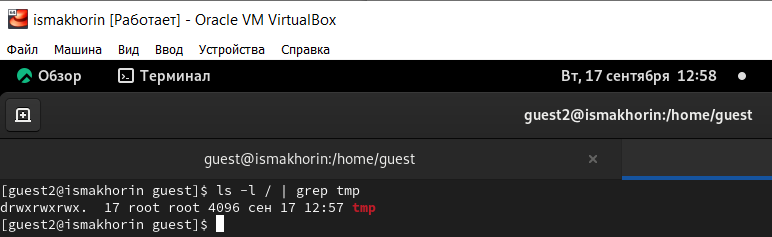 ismakhorin [Работает] - Oracle VM VirtualBox
Файл Машина Вид Ввод Устройства Справка
Обзор Терминал Вт, 17 сентября 12:58
guest2@ismakhorin:/home/guest
guest@ismakhorin:/home/guest ×
[guest2@ismakhorin guest]$ ls -l / | grep tmp
drwxrwxrwx.  17 root root 4096 сен 17 12:57 tmp
[guest2@ismakhorin guest]$